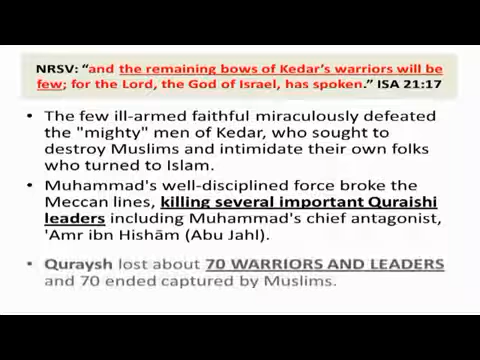 NRSV: “and the remaining bows of Kedar’s warriors will be
few; for the Lord, the God of Israel, has spoken.” ISA 21:17
• The few ill-armed faithful miraculously defeated
the "mighty" men of Kedar, who sought to
destroy Muslims and intimidate their own folks
who turned to Islam.
• Muhammad's well-disciplined force broke the
Meccan lines, killing several important Quraishi
leaders including Muhammad's chief antagonist,
'Amr ibn Hishām (Abu Jahl).
• Quraysh lost about 70 WARRIORS AND LEADERS
and 70 ended captured by Muslims.